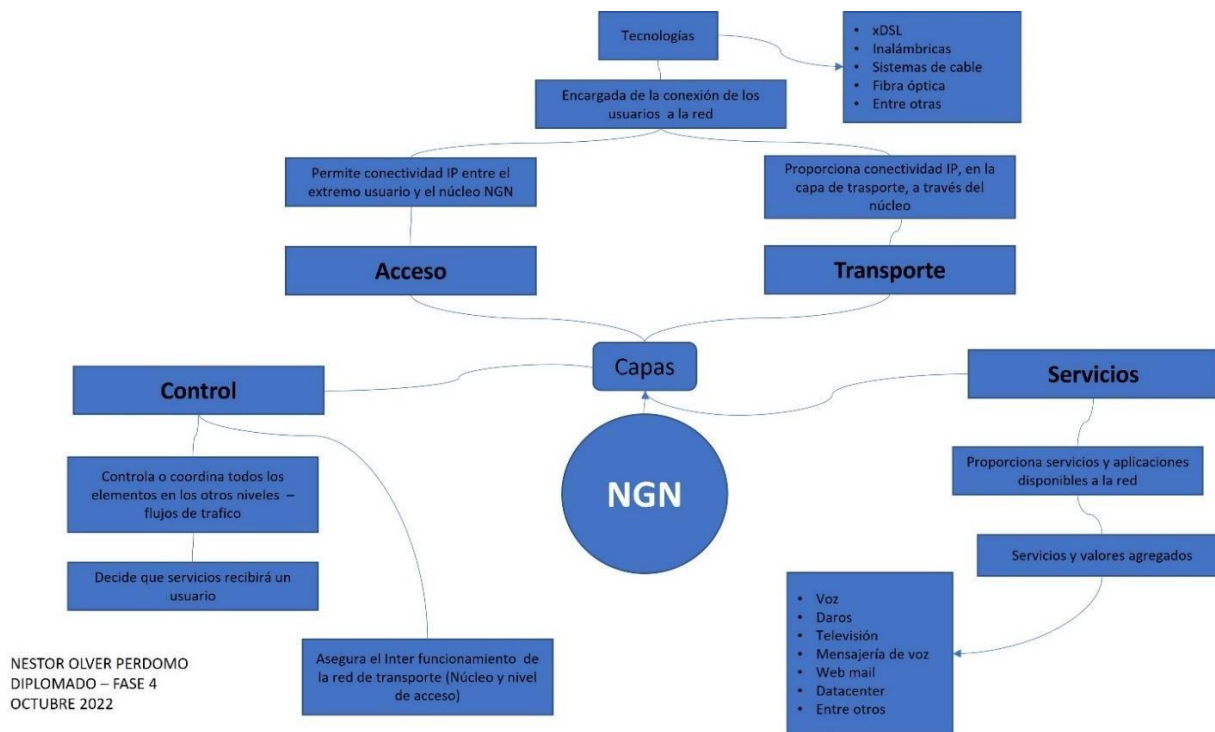 Tecnologías
• xDSL
• Inalámbricas
• Sistemas de cable
• Fibra óptica
• Entre otras
Encargada de la conexión de los
usuarios a la red
Permite conectividad IP entre el
extremo usuario y el núcleo NGN
Proporciona conectividad IP, en la
capa de trasporte, a través del
núcleo
Acceso
Transporte
Capas
Control
Servicios
NGN
Controla o coordina todos los
elementos en los otros niveles –
flujos de trafico
Decide que servicios recibirá un
usuario
Asegura el Inter funcionamiento de
la red de transporte (Núcleo y nivel
de acceso)
Proporciona servicios y aplicaciones
disponibles a la red
Servicios y valores agregados
• Voz
• Daros
• Televisión
• Mensajería de voz
• Web mail
• Datacenter
• Entre otros
NESTOR OLVER PERDOMO
DIPLOMADO – FASE 4
OCTUBRE 2022